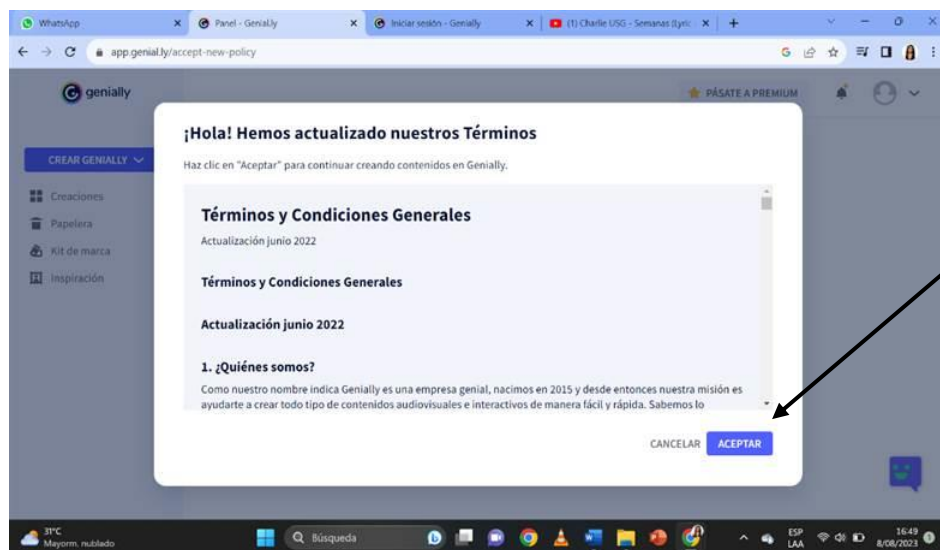 WhatsApp
Panel - Genially
Iniciar sesión - Genially
(1) Charlie USG - Semanas (Lyric
app.genial.ly/accept-new-policy
genially
PÁSATE A PREMIUM
¡Hola! Hemos actualizado nuestros Términos
Haz clic en "Aceptar" para continuar creando contenidos en Genially.
CREAR GENIALLY
Creaciones
Papelera
Kit de marca
Inspiración
Términos y Condiciones Generales
Actualización junio 2022
Términos y Condiciones Generales
Actualización junio 2022
1. ¿Quiénes somos?
Como nuestro nombre indica Genially es una empresa genial, nacimos en 2015 y desde entonces nuestra misión es
ayudarte a crear todo tipo de contenidos audiovisuales e interactivos de manera fácil y rápida. Sabemos lo
CANCELAR
ACEPTAR
31°C
Mayorm. nublado
Búsqueda
ESP
LAA
16:49
8/08/2023